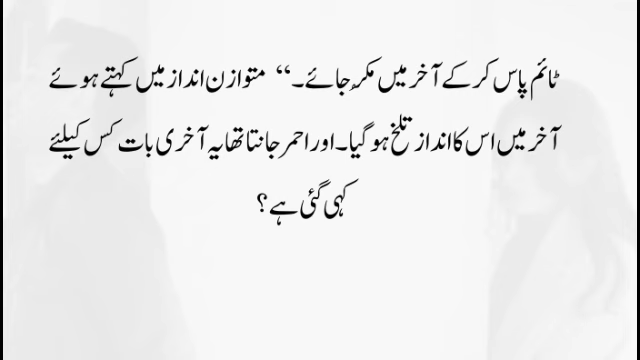 ٹائم پاس کر کے آخر میں مکرُ جائے۔“ متوازن انداز میں کہتے ہوئے
آخر میں اس کا انداز تلخ ہو گیا۔ اور احمر جانتا تھا یہ آخری بات کس کیلئے
کہی گئی ہے؟